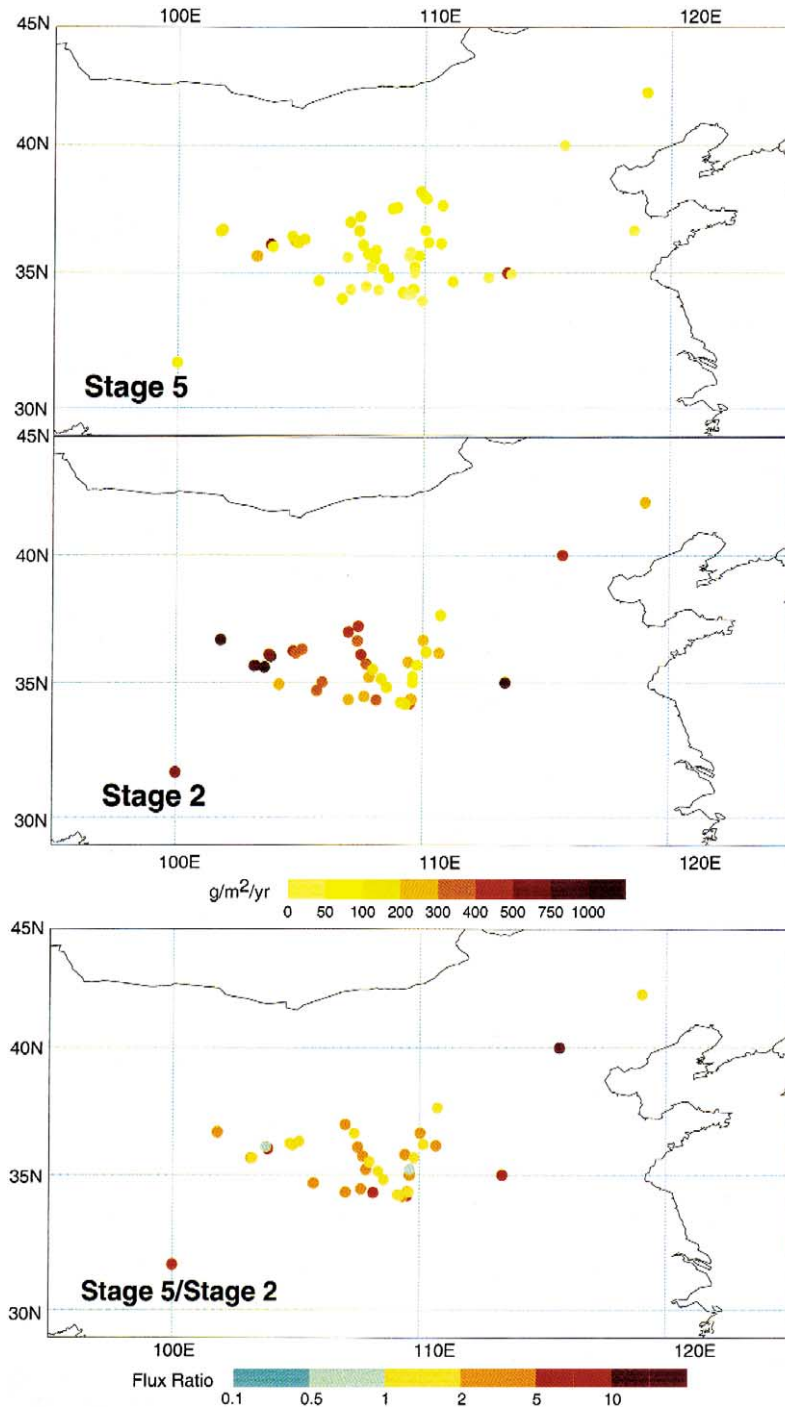 100E 110E 120E
45N
40N
35N
Stage 5
30N
45N
40N
35N
Stage 2
30N
100E 110E 120E
g/m²/yr
0 50 100 200 300 400 500 750 1000
45N
40N
35N
Stage 5/Stage 2
30N
100E 110E 120E
Flux Ratio
0.1 0.5 1 2 5 10